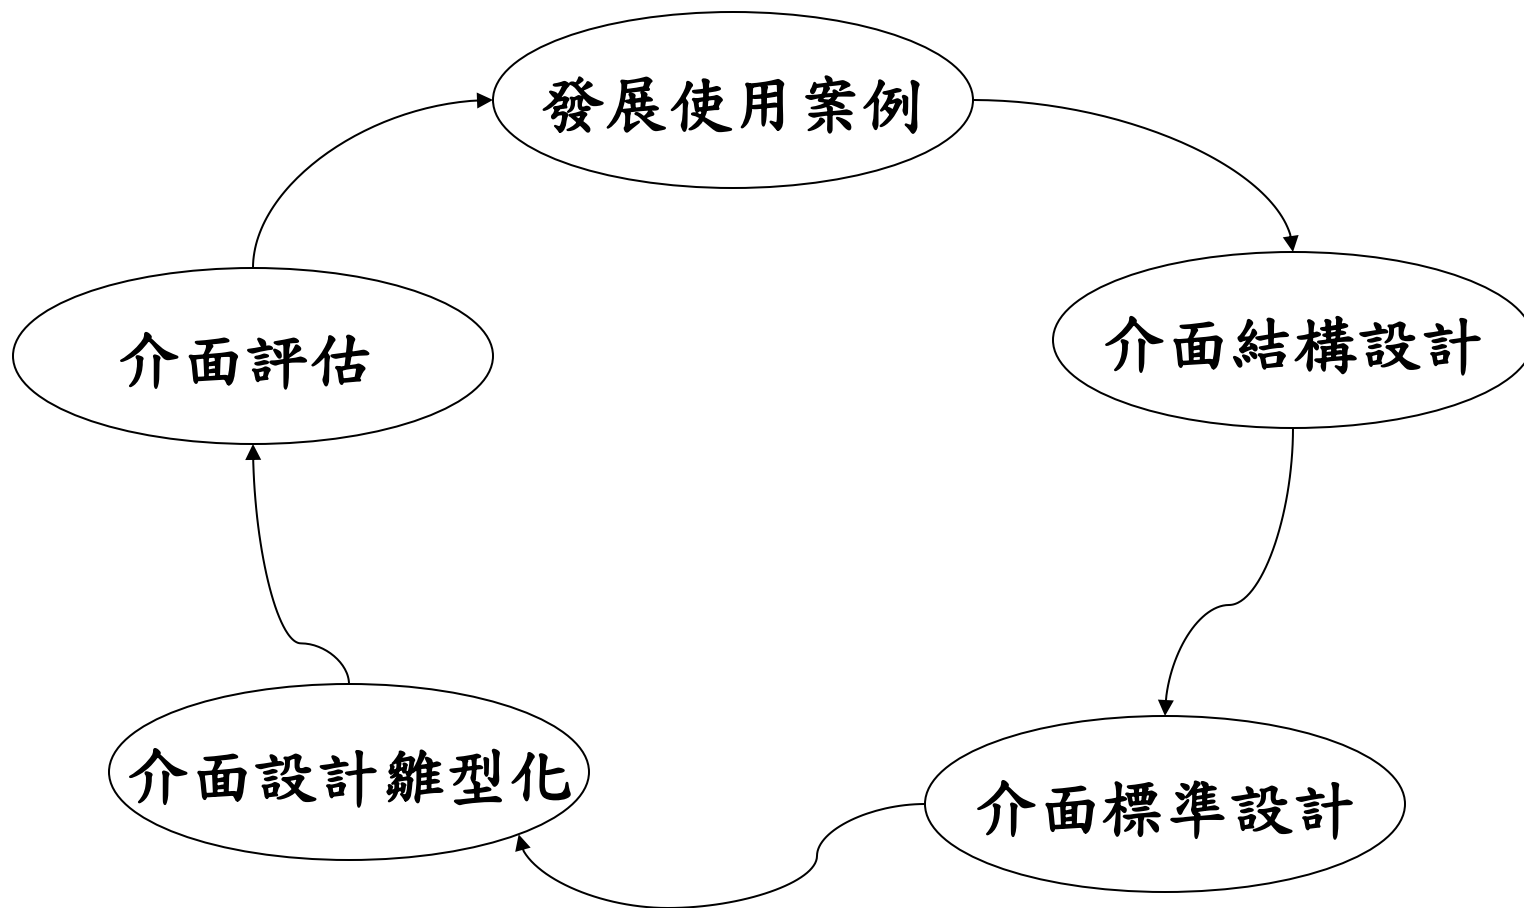 發展使用案例
介面結構設計
介面評估
介面設計雛型化
介面標準設計